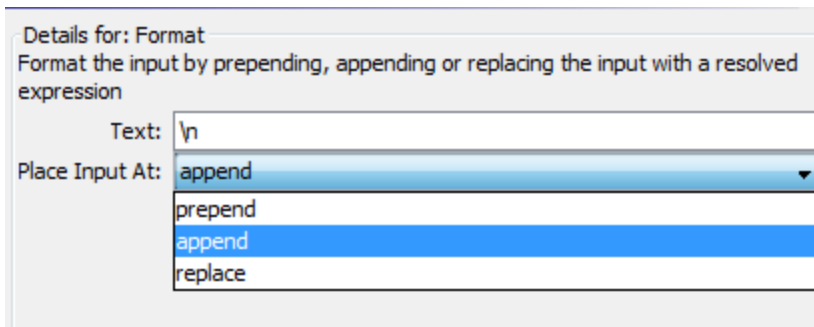 Details for: Format
Format the input by prepending, appending or replacing the input with a resolved
expression
Text: \n
Place Input At: append
prepend
append
replace